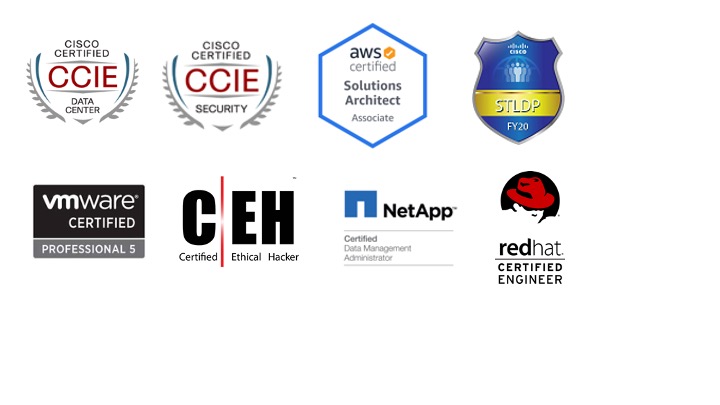 CISCO
CERTIFIED
CCIE
DATA
CENTER
CISCO
CERTIFIED
CCIE
SECURITY
aws
certified
Solutions
Architect
Associate
CISCO
STLDP
FY20
vmware®
CERTIFIED
PROFESSIONAL 5
C EH™
Certified Ethical Hacker
NetApp™
Certified
Data Management
Administrator
redhat.
CERTIFIED
ENGINEER